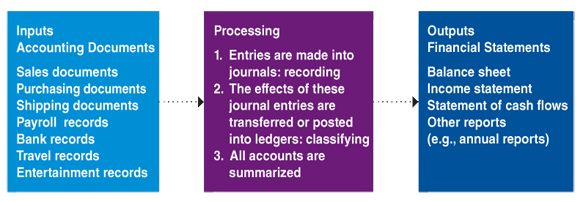 Inputs
Accounting Documents
Sales documents
Purchasing documents
Shipping documents
Payroll records
Bank records
Travel records
Entertainment records
Processing
1. Entries are made into
journals: recording
2. The effects of these
journal entries are
transferred or posted
into ledgers: classifying
3. All accounts are
summarized
Outputs
Financial Statements
Balance sheet
Income statement
Statement of cash flows
Other reports
(e.g., annual reports)